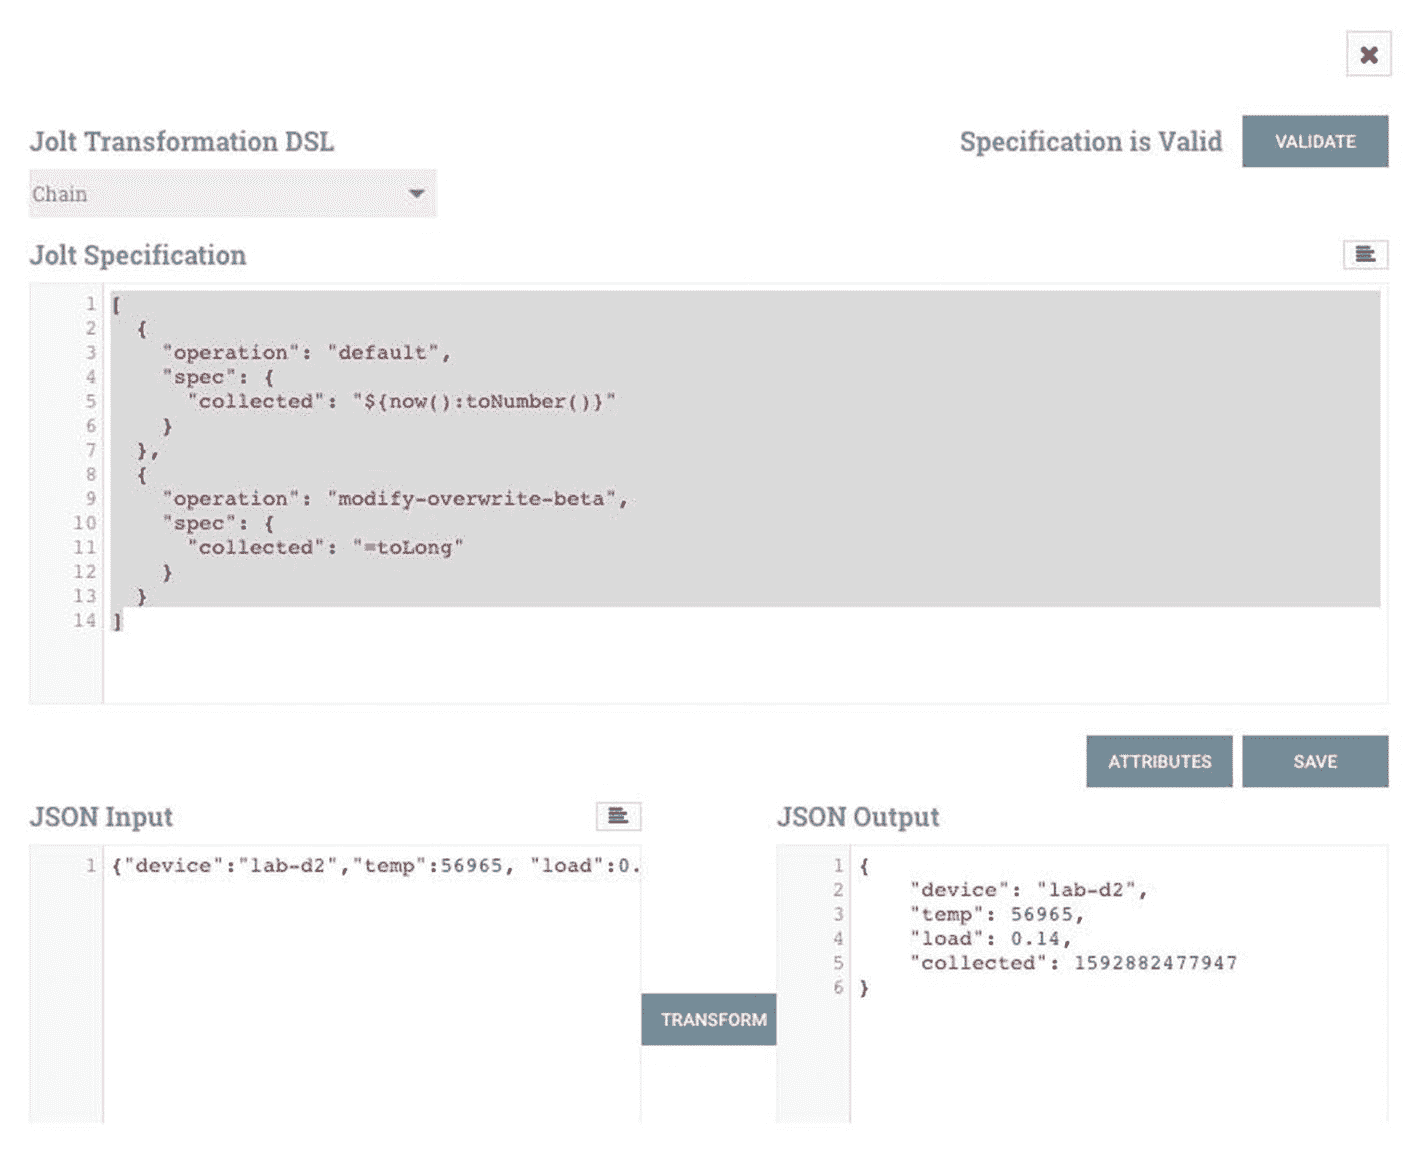 Jolt Transformation DSL
Specification is Valid
VALIDATE
Chain
Jolt Specification
1 [
2 {
3 "operation": "default",
4 "spec": {
5 "collected": "${now():toNumber()}"
6 }
7 },
8 {
9 "operation": "modify-overwrite-beta",
10 "spec": {
11 "collected": "=toLong"
12 }
13 }
14 ]
ATTRIBUTES
SAVE
JSON Input
1 {"device":"lab-d2","temp":56965, "load":0.
TRANSFORM
JSON Output
1 {
2 "device": "lab-d2",
3 "temp": 56965,
4 "load": 0.14,
5 "collected": 1592882477947
6 }